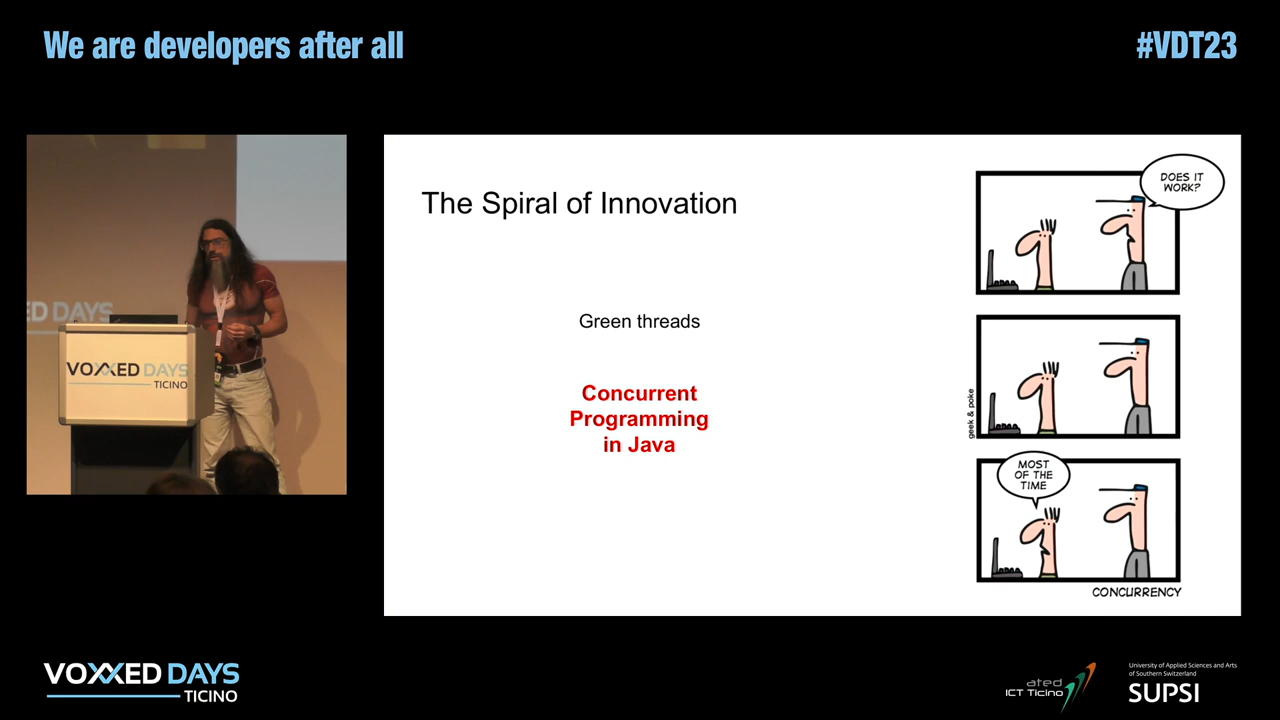 We are developers after all
#VDT23
ED DAYS
VOXXED DAYS
TICINO
The Spiral of Innovation
Green threads
Concurrent
Programming
in Java
DOES IT
WORK?
geek & poke
MOST
OF THE
TIME
CONCURRENCY
VOXXED DAYS
TICINO
ated
ICT Ticino
University of Applied Sciences and Arts
of Southern Switzerland
SUPSI